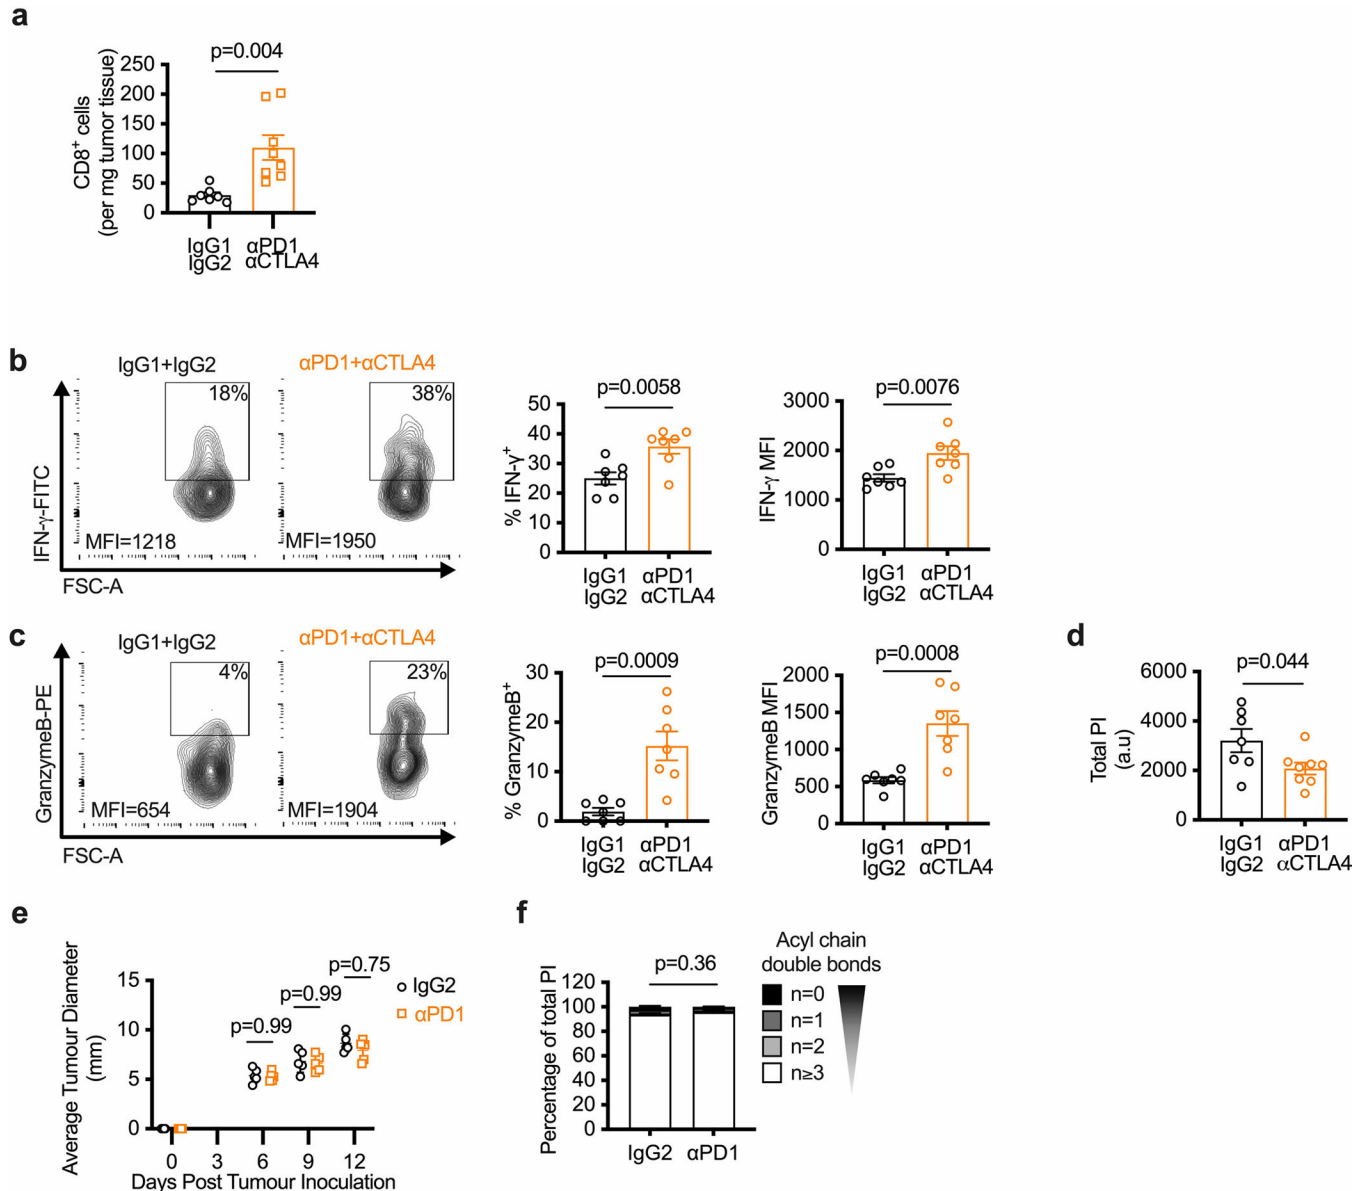 a
p=0.004
250
200
150
100
50
0
CD8+ cells
(per mg tumor tissue)
IgG1
IgG2
αPD1
αCTLA4
b
IgG1+IgG2
αPD1+αCTLA4
18%
38%
IFN-γ-FITC
MFI=1218
MFI=1950
FSC-A
p=0.0058
50
40
30
20
10
0
% IFN-γ+
IgG1
IgG2
αPD1
αCTLA4
p=0.0076
3000
2000
1000
0
IFN-γ MFI
IgG1
IgG2
αPD1
αCTLA4
c
IgG1+IgG2
αPD1+αCTLA4
4%
23%
GranzymeB-PE
MFI=654
MFI=1904
FSC-A
p=0.0009
30
20
10
0
% GranzymeB+
IgG1
IgG2
αPD1
αCTLA4
p=0.0008
2000
1500
1000
500
0
GranzymeB MFI
IgG1
IgG2
αPD1
αCTLA4
d
p=0.044
6000
4000
2000
0
Total PI
(a.u)
IgG1
IgG2
αPD1
αCTLA4
e
Average Tumour Diameter
(mm)
15
10
5
0
p=0.99
p=0.99
p=0.75
IgG2
αPD1
0 3 6 9 12
Days Post Tumour Inoculation
f
p=0.36
120
100
80
60
40
20
0
Percentage of total PI
IgG2 αPD1
Acyl chain
double bonds
n=0
n=1
n=2
n≥3